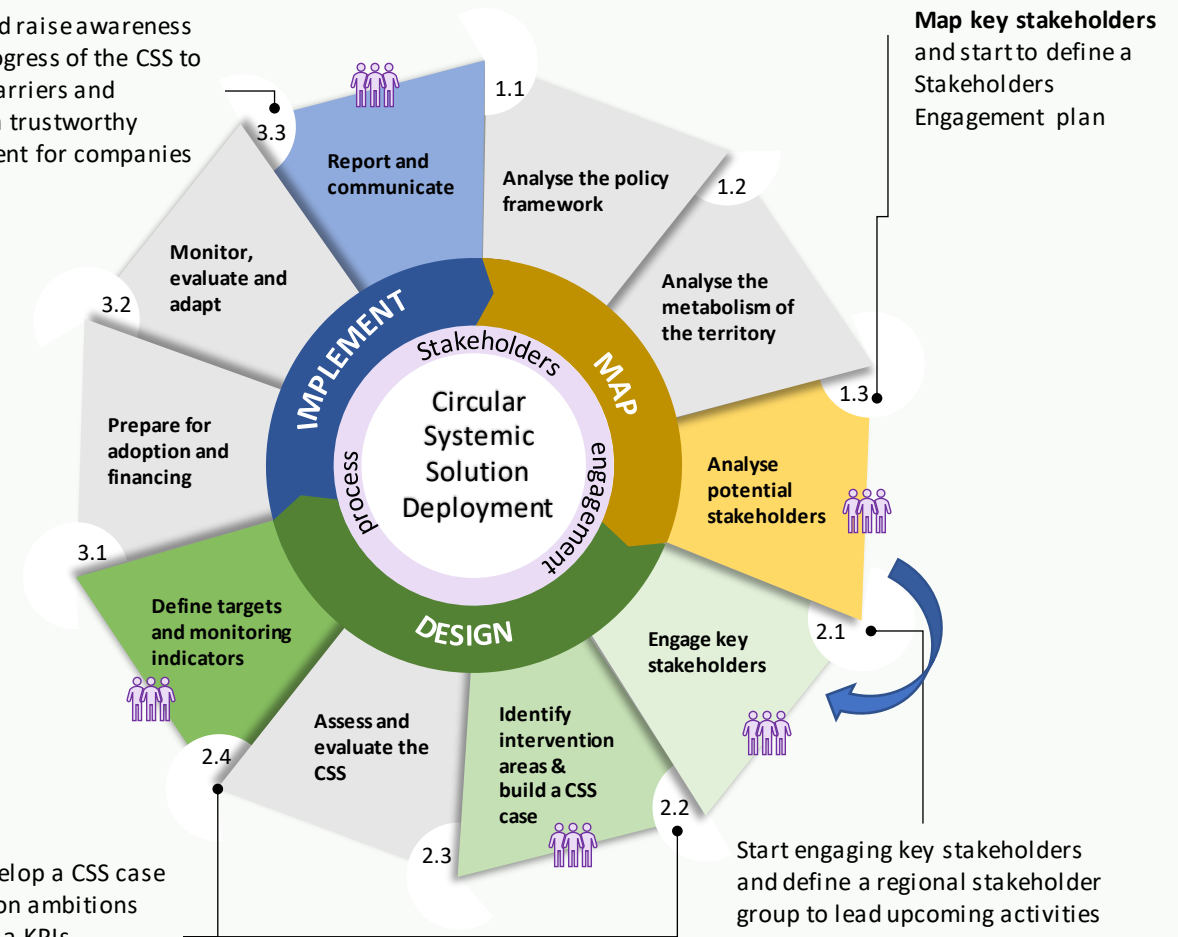 d raise awareness
ogress of the CSS to
arriers and
trustworthy
ent for companies
Map key stakeholders
and start to define a
Stakeholders
Engagement plan
1.1
Analyse the policy
framework
1.2
Analyse the
metabolism of
the territory
1.3
Analyse
potential
stakeholders
2.1
Engage key
stakeholders
2.2
Identify
intervention
areas &
build a CSS
case
2.3
Assess and
evaluate the
CSS
2.4
Define targets
and monitoring
indicators
3.1
Prepare for
adoption and
financing
3.2
Monitor,
evaluate and
adapt
3.3
Report and
communicate
IMPLEMENT
MAP
DESIGN
Stakeholders
engagement
process
Circular
Systemic
Solution
Deployment
Start engaging key stakeholders
and define a regional stakeholder
group to lead upcoming activities
elop a CSS case
on ambitions
a KPIs